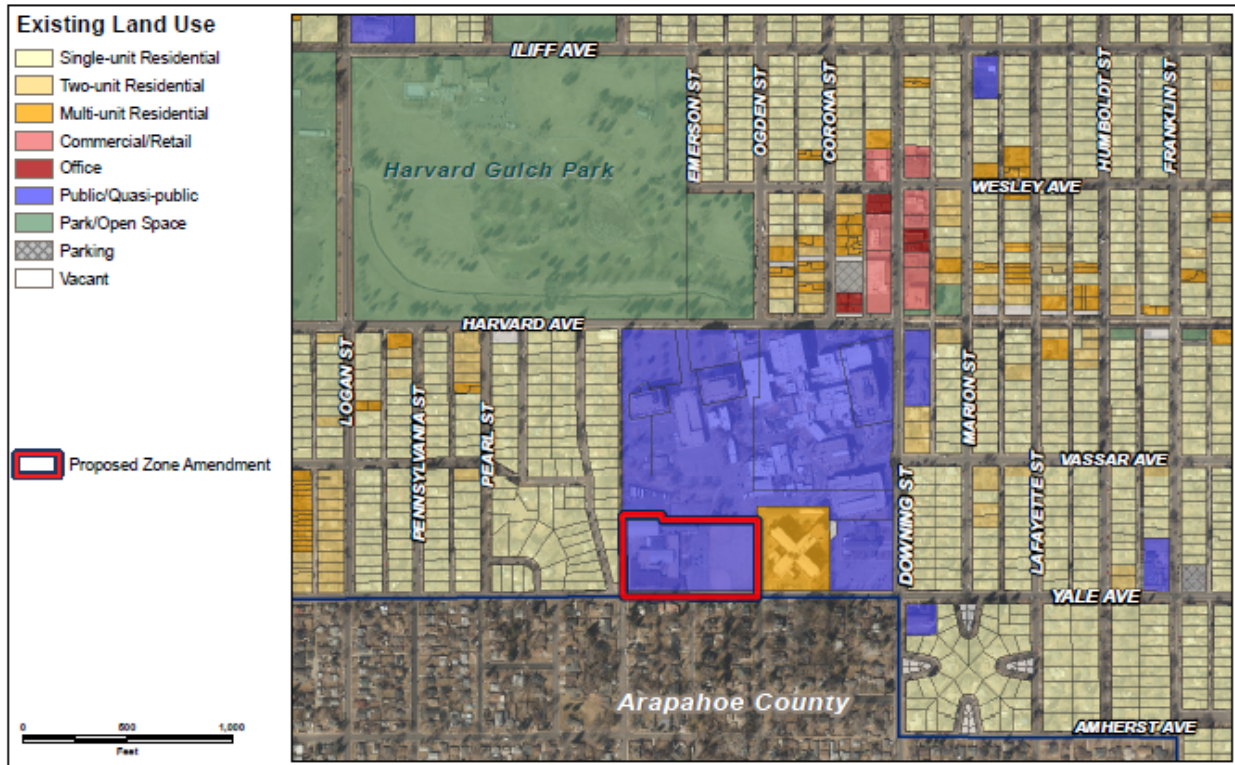 Existing Land Use
Single-unit Residential
Two-unit Residential
Multi-unit Residential
Commercial/Retail
Office
Public/Quasi-public
Park/Open Space
Parking
Vacant
Proposed Zone Amendment
0 500 1,000
Feet
ILIFF AVE
EMERSON ST
OGDEN ST
CORONA ST
HUMBOLDT ST
FRANKLIN ST
Harvard Gulch Park
WESLEY AVE
HARVARD AVE
LOGAN ST
PENNSYLVANIA ST
PEARL ST
MARION ST
VASSAR AVE
DOWNING ST
LAFAYETTE ST
YALE AVE
Arapahoe County
AMHERST AVE